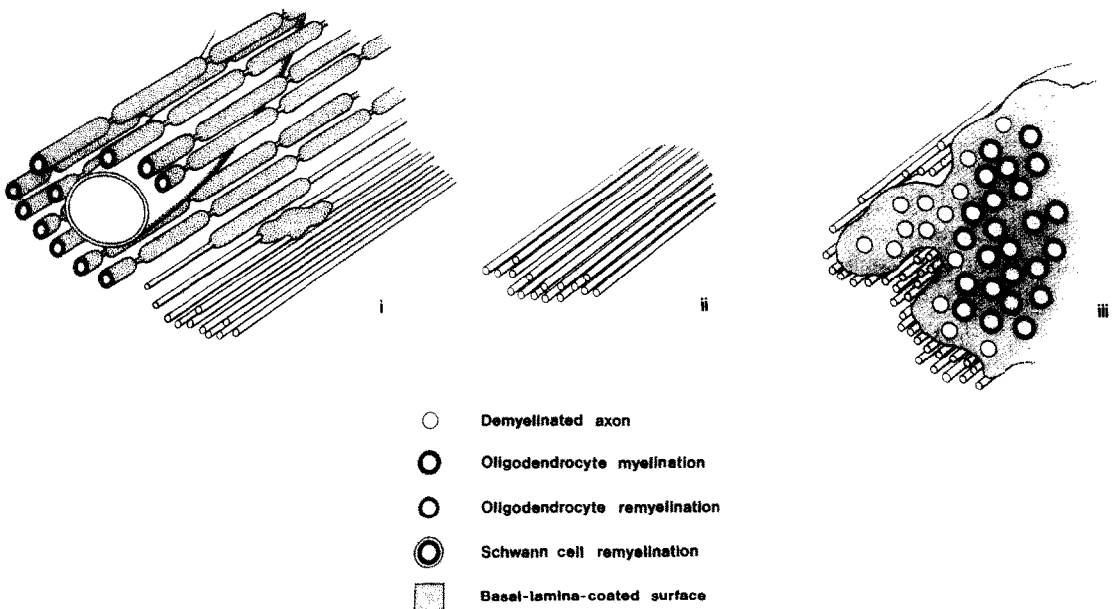 i
ii
iii
Demyelinated axon
Oligodendrocyte myelination
Oligodendrocyte remyelination
Schwann cell remyelination
Basal-lamina-coated surface